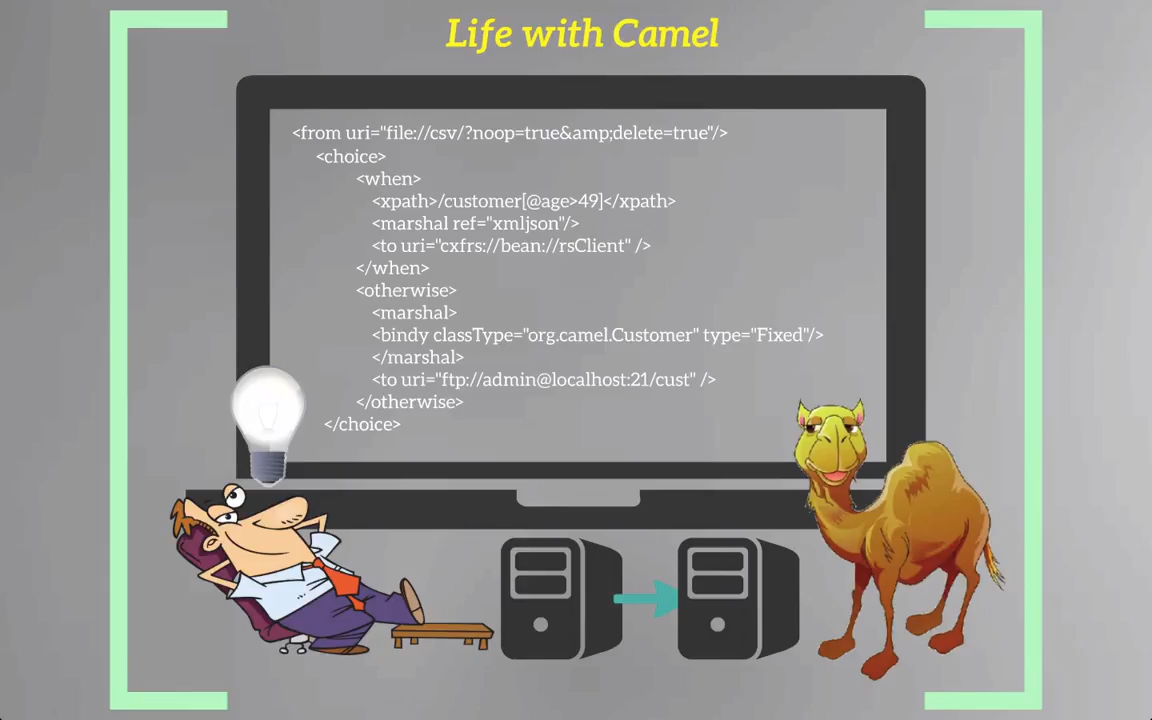 Life with Camel
<from uri="file://csv/?noop=true&amp;delete=true"/>
<choice>
<when>
<xpath>/customer[@age>49]</xpath>
<marshal ref="xmljson"/>
<to uri="cxfrs://bean://rsClient" />
</when>
<otherwise>
<marshal>
<bindy classType="org.camel.Customer" type="Fixed"/>
</marshal>
<to uri="ftp://admin@localhost:21/cust" />
</otherwise>
</choice>